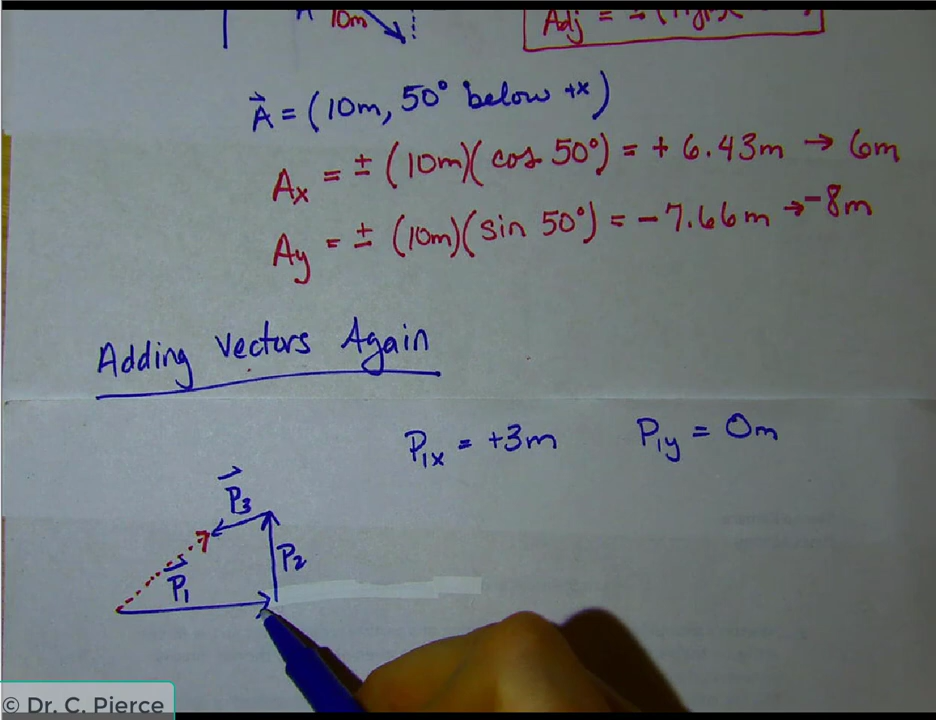 10m
Adj = ±
A⃗ = (10m, 50° below +x)
Ax = ± (10m)(cos 50°) = + 6.43m → 6m
Ay = ± (10m)(sin 50°) = - 7.66m → -8m
Adding Vectors Again
P1x = +3m P1y = 0m
P⃗3
P2
P⃗1
© Dr. C. Pierce